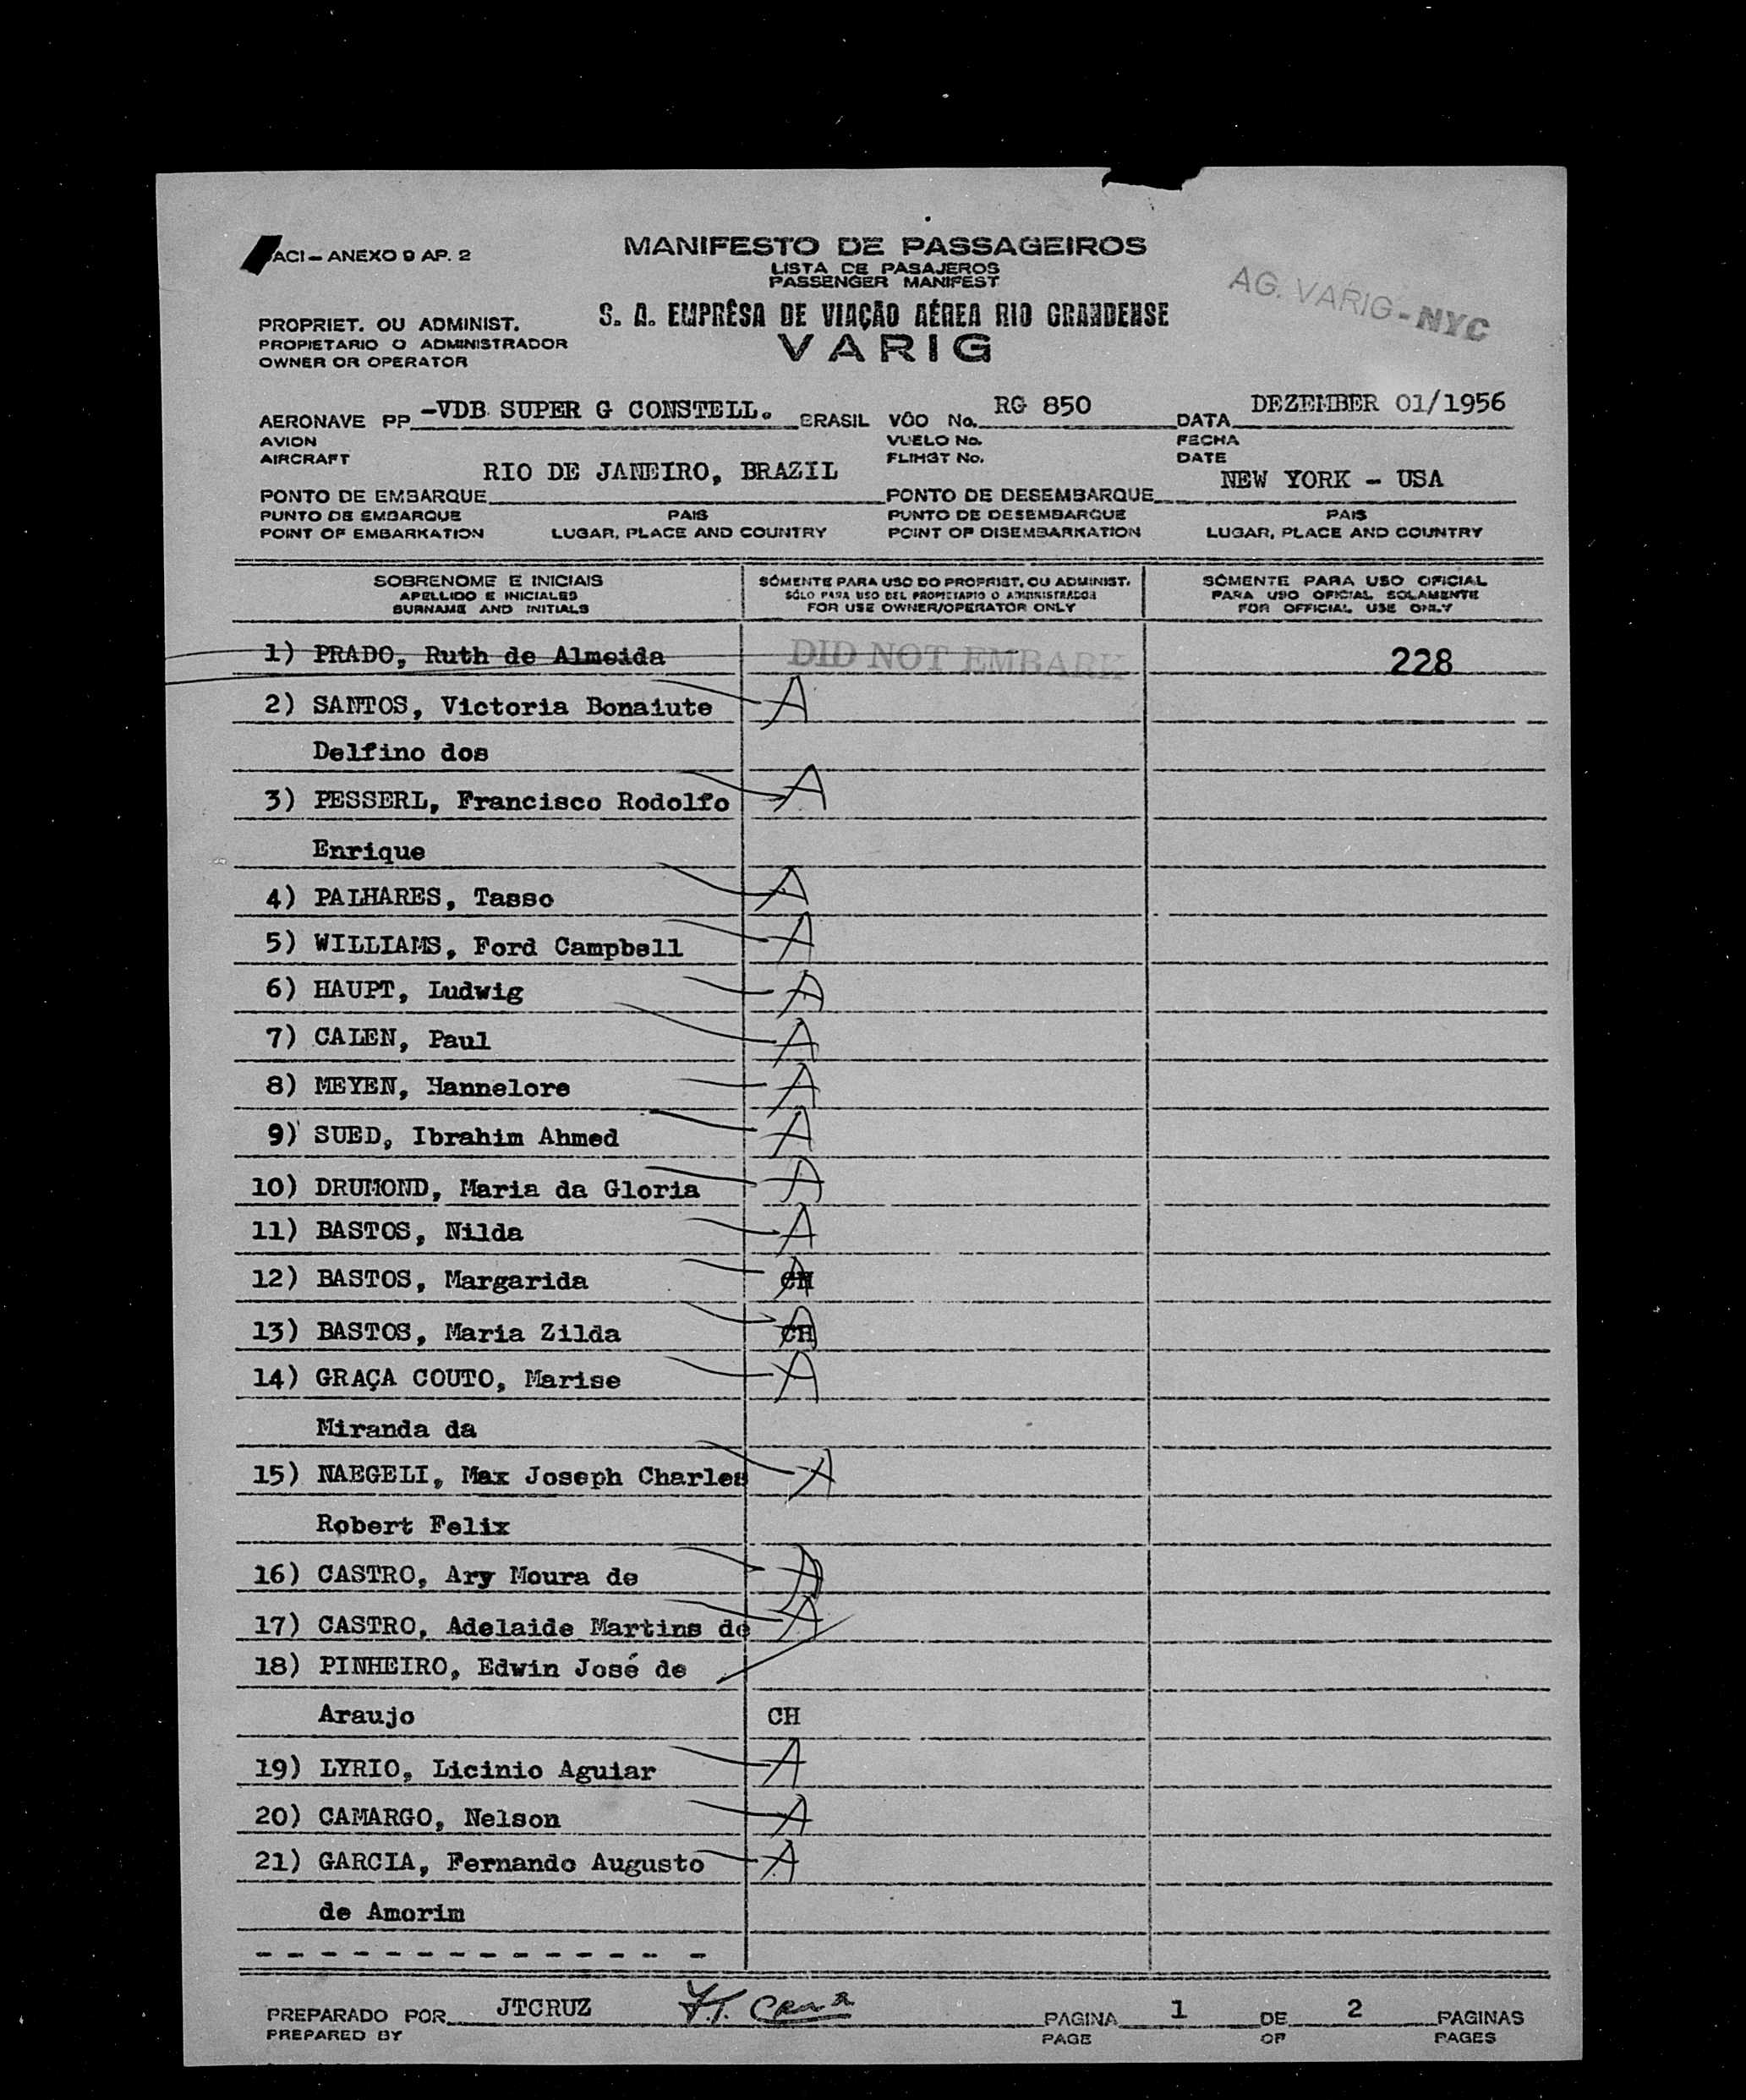 ACI - ANEXO 9 AP. 2
MANIFESTO DE PASSAGEIROS
LISTA DE PASAJEROS
PASSENGER MANIFEST
AG. VARIG - NYC
S. A. EMPRÊSA DE VIAÇÃO AÉREA RIO GRANDENSE
VARIG
PROPRIET. OU ADMINIST.
PROPIETARIO O ADMINISTRADOR
OWNER OR OPERATOR
AERONAVE PP -VDB SUPER G CONSTELL. BRASIL VÔO No. RG 850 DATA DEZEMBER 01/1956
AVION VUELO No. FECHA
AIRCRAFT FLIHGT No. DATE
PONTO DE EMBARQUE RIO DE JANEIRO, BRAZIL PONTO DE DESEMBARQUE NEW YORK - USA
PUNTO DE EMBARQUE PAIS PUNTO DE DESEMBARQUE PAIS
POINT OF EMBARKATION LUGAR, PLACE AND COUNTRY POINT OF DISEMBARKATION LUGAR, PLACE AND COUNTRY
SOBRENOME E INICIAIS SÒMENTE PARA USO DO PROPRIET. OU ADMINIST. SÒMENTE PARA USO OFICIAL
APELLIDO E INICIALES SÓLO PARA USO DEL PROPIETARIO O ADMINISTRADOR PARA USO OFICIAL SOLAMENTE
SURNAME AND INITIALS FOR USE OWNER/OPERATOR ONLY FOR OFFICIAL USE ONLY
1) PRADO, Ruth de Almeida DID NOT EMBARK 228
2) SANTOS, Victoria Bonaiute A
Delfino dos
3) PESSERL, Francisco Rodolfo A
Enrique
4) PALHARES, Tasso A
5) WILLIAMS, Ford Campbell A
6) HAUPT, Ludwig A
7) CALEN, Paul A
8) MEYEN, Hannelore A
9) SUED, Ibrahim Ahmed A
10) DRUMOND, Maria da Gloria A
11) BASTOS, Nilda A
12) BASTOS, Margarida CH A
13) BASTOS, Maria Zilda CH A
14) GRAÇA COUTO, Marise A
Miranda da
15) NAEGELI, Max Joseph Charles A
Robert Felix
16) CASTRO, Ary Moura de A
17) CASTRO, Adelaide Martins de A
18) PINHEIRO, Edwin José de
Araujo CH
19) LYRIO, Licinio Aguiar A
20) CAMARGO, Nelson A
21) GARCIA, Fernando Augusto A
de Amorim
- - - - - - - - - - - - -
PREPARADO POR JTCRUZ J.T. Cruz PAGINA 1 DE 2 PAGINAS
PREPARED BY PAGE OF PAGES